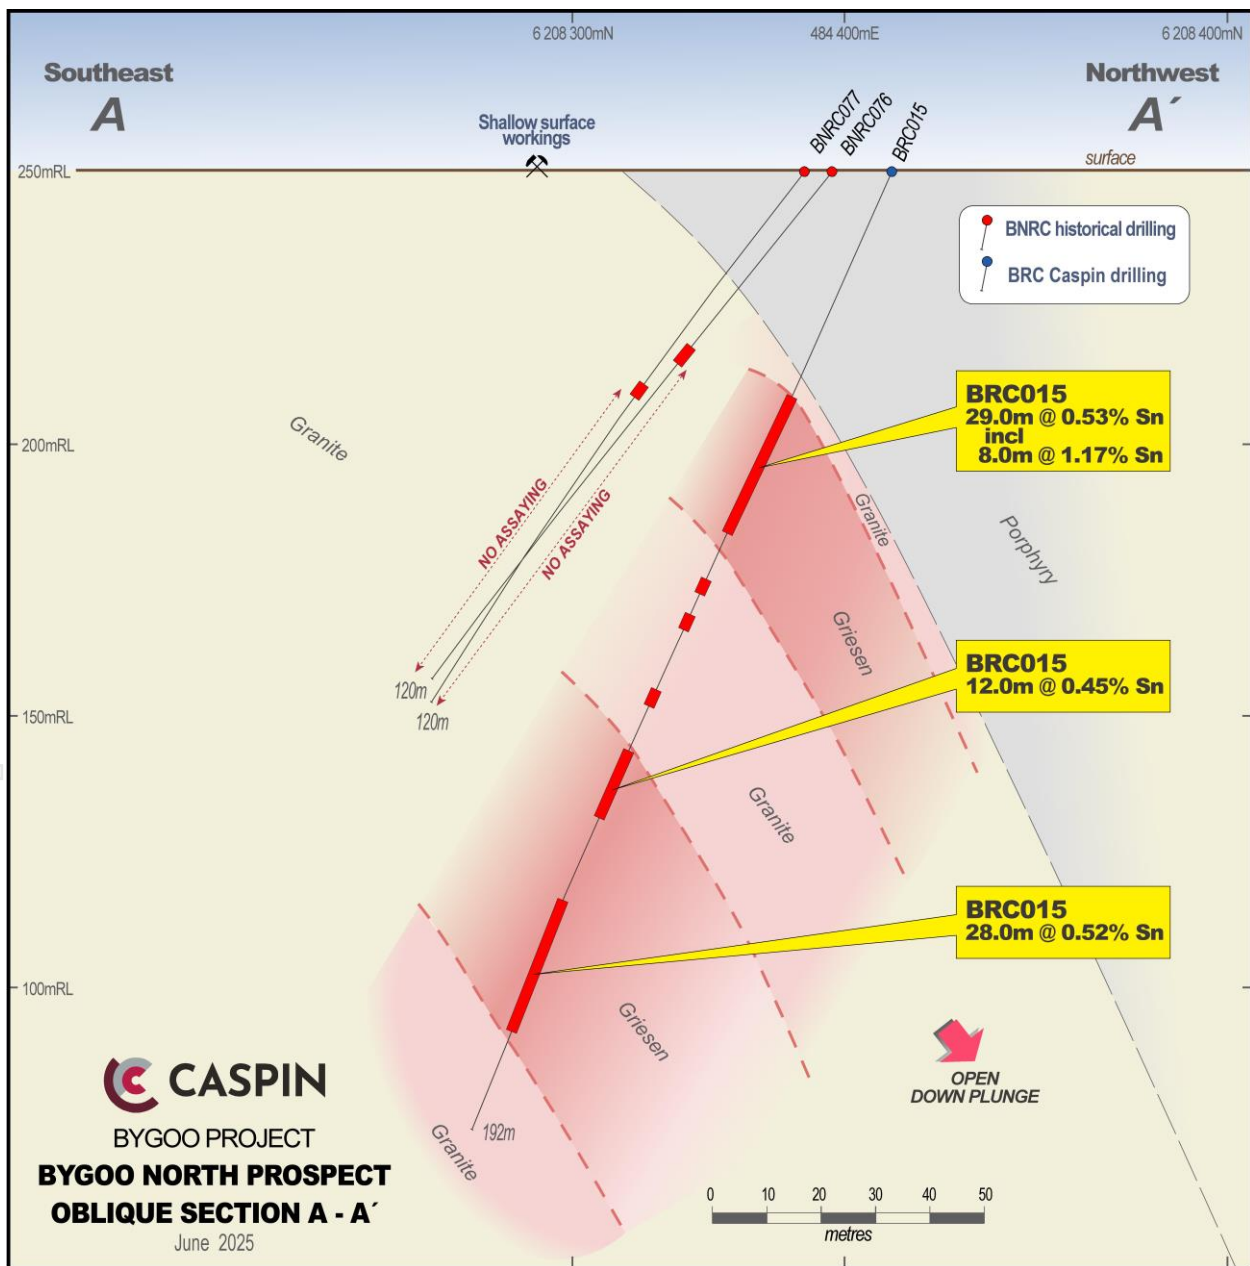 6 208 300mN
484 400mE
6 208 400mN
Southeast
A
Northwest
A´
Shallow surface
workings
BNRC077
BNRC076
BRC015
surface
250mRL
BNRC historical drilling
BRC Caspin drilling
BRC015
29.0m @ 0.53% Sn
incl
8.0m @ 1.17% Sn
Granite
200mRL
NO ASSAYING
NO ASSAYING
Granite
Porphyry
Griesen
BRC015
12.0m @ 0.45% Sn
120m
120m
150mRL
Granite
BRC015
28.0m @ 0.52% Sn
100mRL
Griesen
OPEN
DOWN PLUNGE
CASPIN
BYGOO PROJECT
BYGOO NORTH PROSPECT
OBLIQUE SECTION A - A´
June 2025
192m
Granite
0 10 20 30 40 50
metres